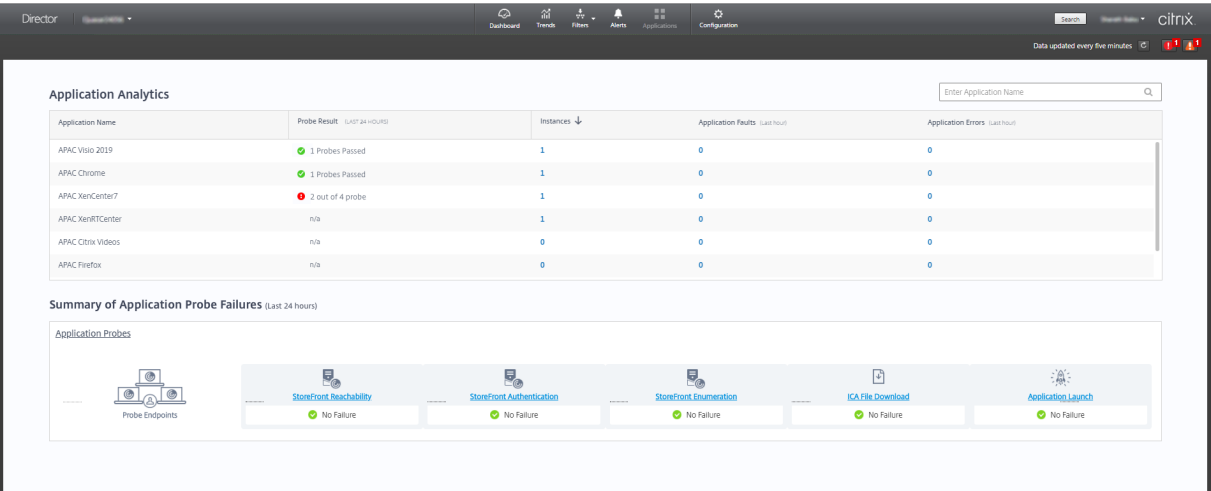 Director
Dashboard Trends Filters Alerts Applications Configuration
Search
citrix
Data updated every five minutes
1 1
Application Analytics
Enter Application Name
Application Name Probe Result (LAST 24 HOURS) Instances Application Faults (Last hour) Application Errors (Last hour)
APAC Visio 2019 1 Probes Passed 1 0 0
APAC Chrome 1 Probes Passed 1 0 0
APAC XenCenter7 2 out of 4 probe 1 0 0
APAC XenRTCenter n/a 1 0 0
APAC Citrix Videos n/a 0 0 0
APAC Firefox n/a 0 0 0
Summary of Application Probe Failures (Last 24 hours)
Application Probes
Probe Endpoints
StoreFront Reachability StoreFront Authentication StoreFront Enumeration ICA File Download Application Launch
No Failure No Failure No Failure No Failure No Failure